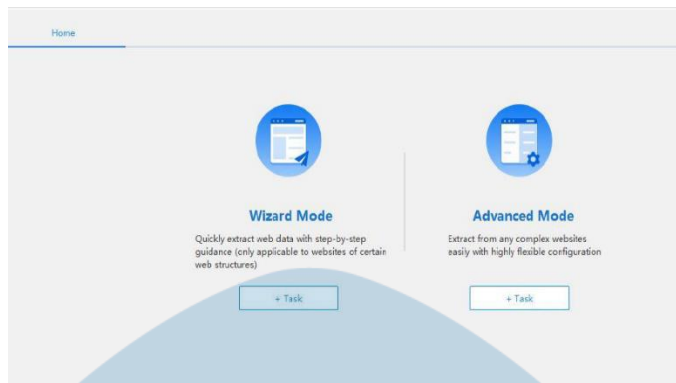 Home
Wizard Mode
Quickly extract web data with step-by-step
guidance (only applicable to websites of certain
web structures)
+ Task
Advanced Mode
Extract from any complex websites
easily with highly flexible configuration
+ Task